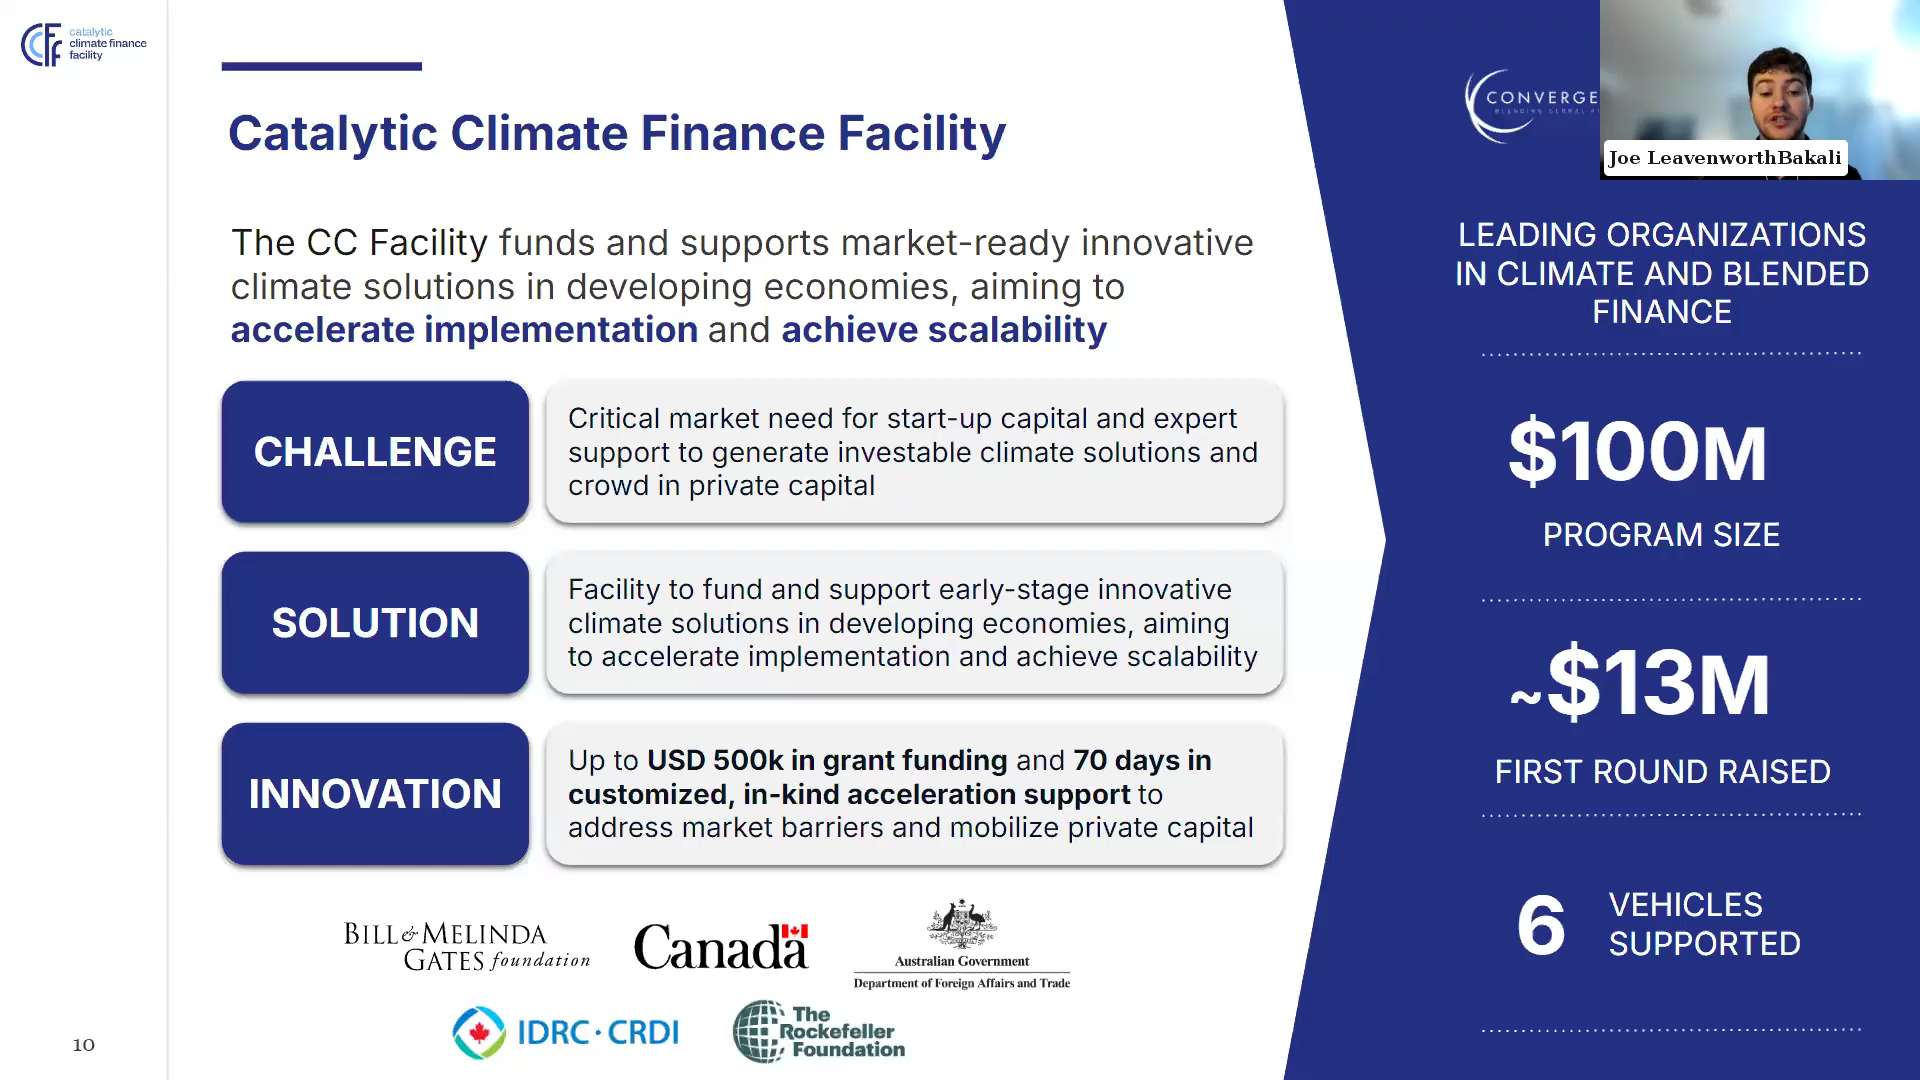 catalytic
climate finance
facility
Catalytic Climate Finance Facility
The CC Facility funds and supports market-ready innovative
climate solutions in developing economies, aiming to
accelerate implementation and achieve scalability
CHALLENGE
Critical market need for start-up capital and expert
support to generate investable climate solutions and
crowd in private capital
SOLUTION
Facility to fund and support early-stage innovative
climate solutions in developing economies, aiming
to accelerate implementation and achieve scalability
INNOVATION
Up to USD 500k in grant funding and 70 days in
customized, in-kind acceleration support to
address market barriers and mobilize private capital
BILL & MELINDA
GATES foundation
Canada
Australian Government
Department of Foreign Affairs and Trade
IDRC · CRDI
The
Rockefeller
Foundation
10
CONVERGE
Joe LeavenworthBakali
LEADING ORGANIZATIONS
IN CLIMATE AND BLENDED
FINANCE
$100M
PROGRAM SIZE
~$13M
FIRST ROUND RAISED
6
VEHICLES
SUPPORTED